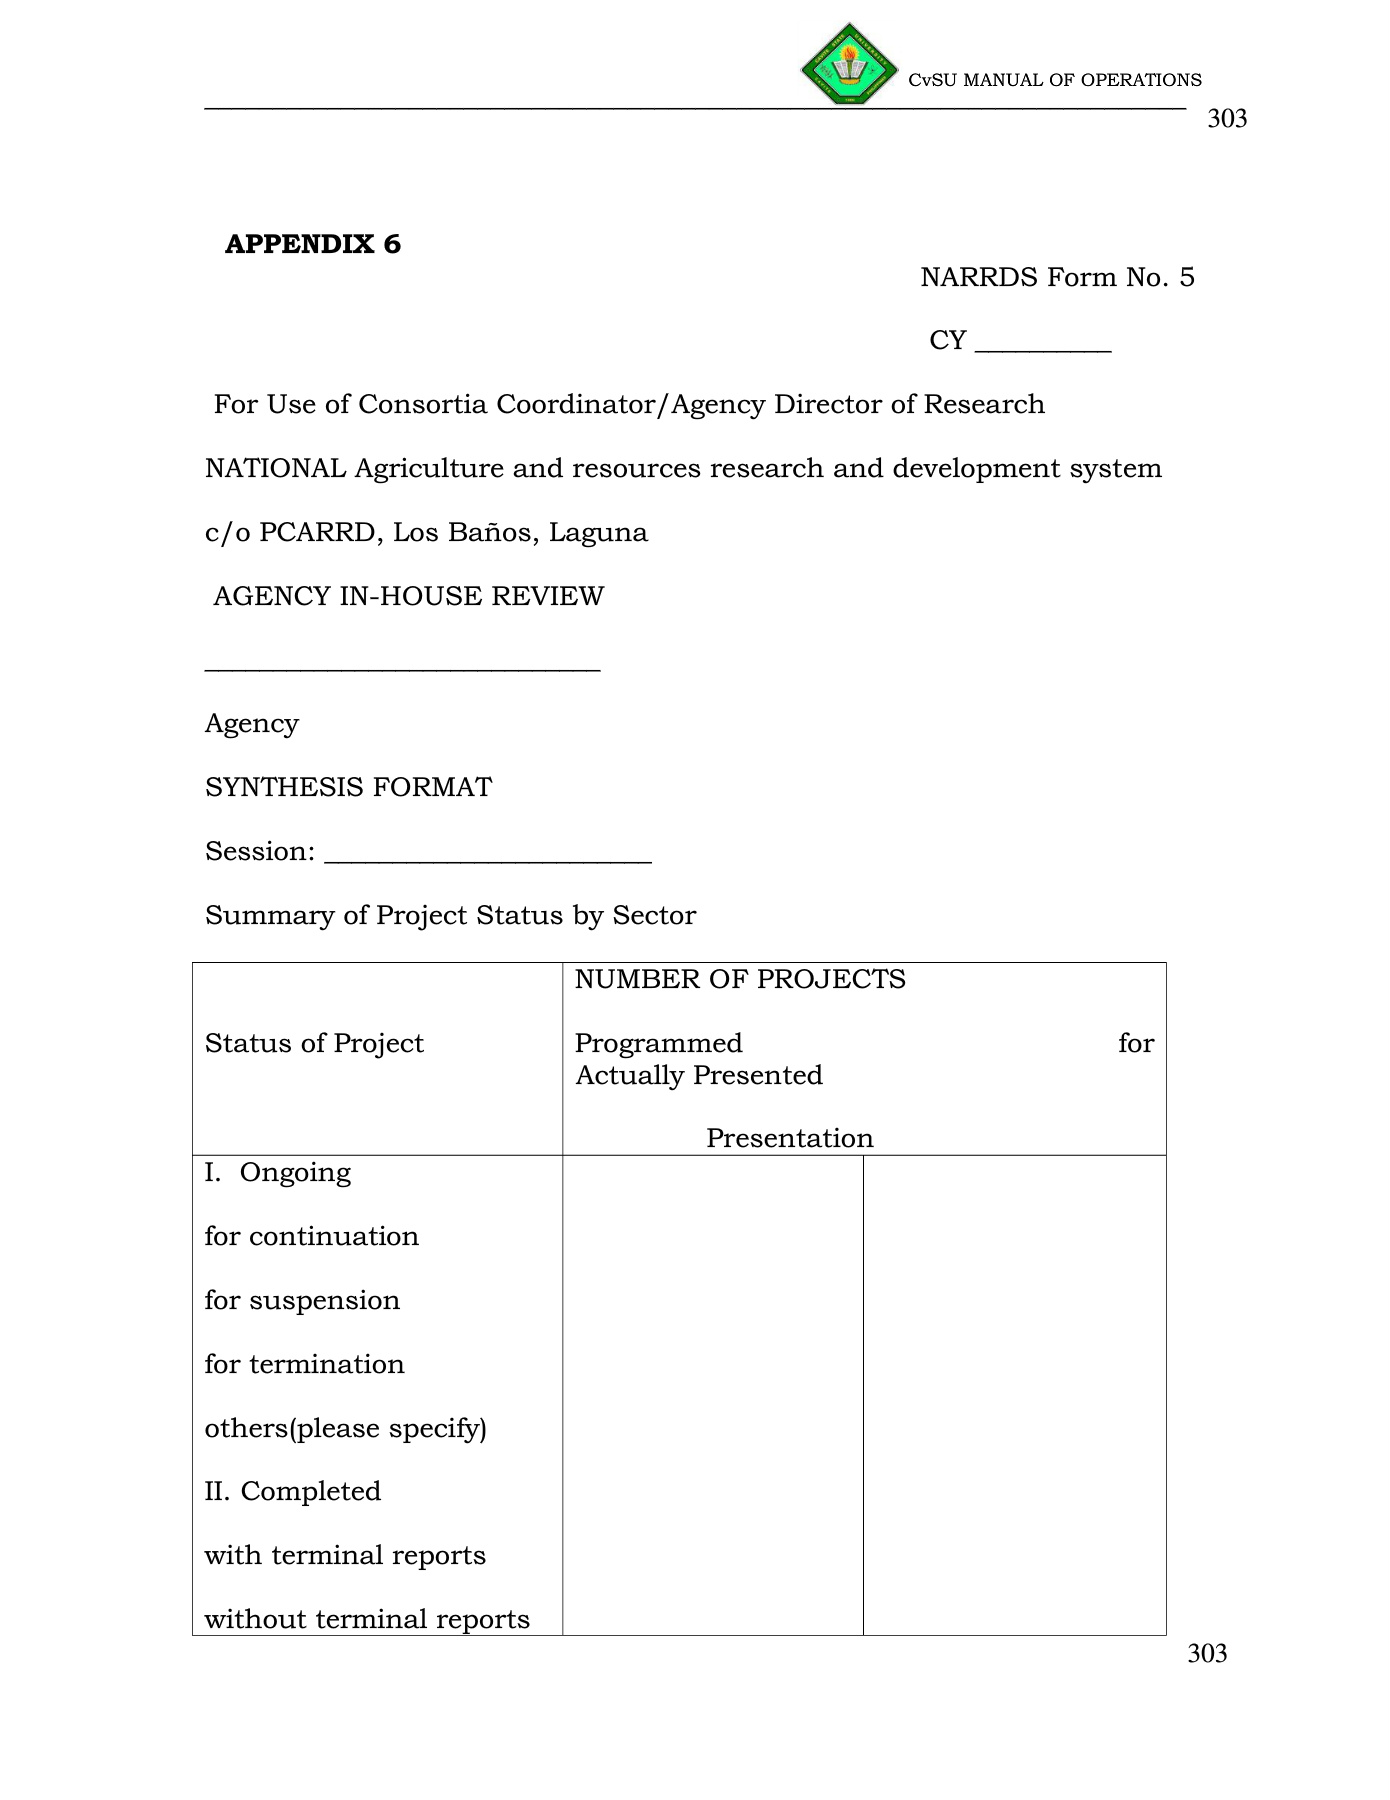 CvSU MANUAL OF OPERATIONS
303
APPENDIX 6
NARRDS Form No. 5
CY __________
For Use of Consortia Coordinator/Agency Director of Research
NATIONAL Agriculture and resources research and development system
c/o PCARRD, Los Baños, Laguna
AGENCY IN-HOUSE REVIEW
_____________________________
Agency
SYNTHESIS FORMAT
Session: ________________________
Summary of Project Status by Sector
NUMBER OF PROJECTS
Status of Project
Programmed for
Actually Presented
Presentation
I. Ongoing
for continuation
for suspension
for termination
others(please specify)
II. Completed
with terminal reports
without terminal reports
303